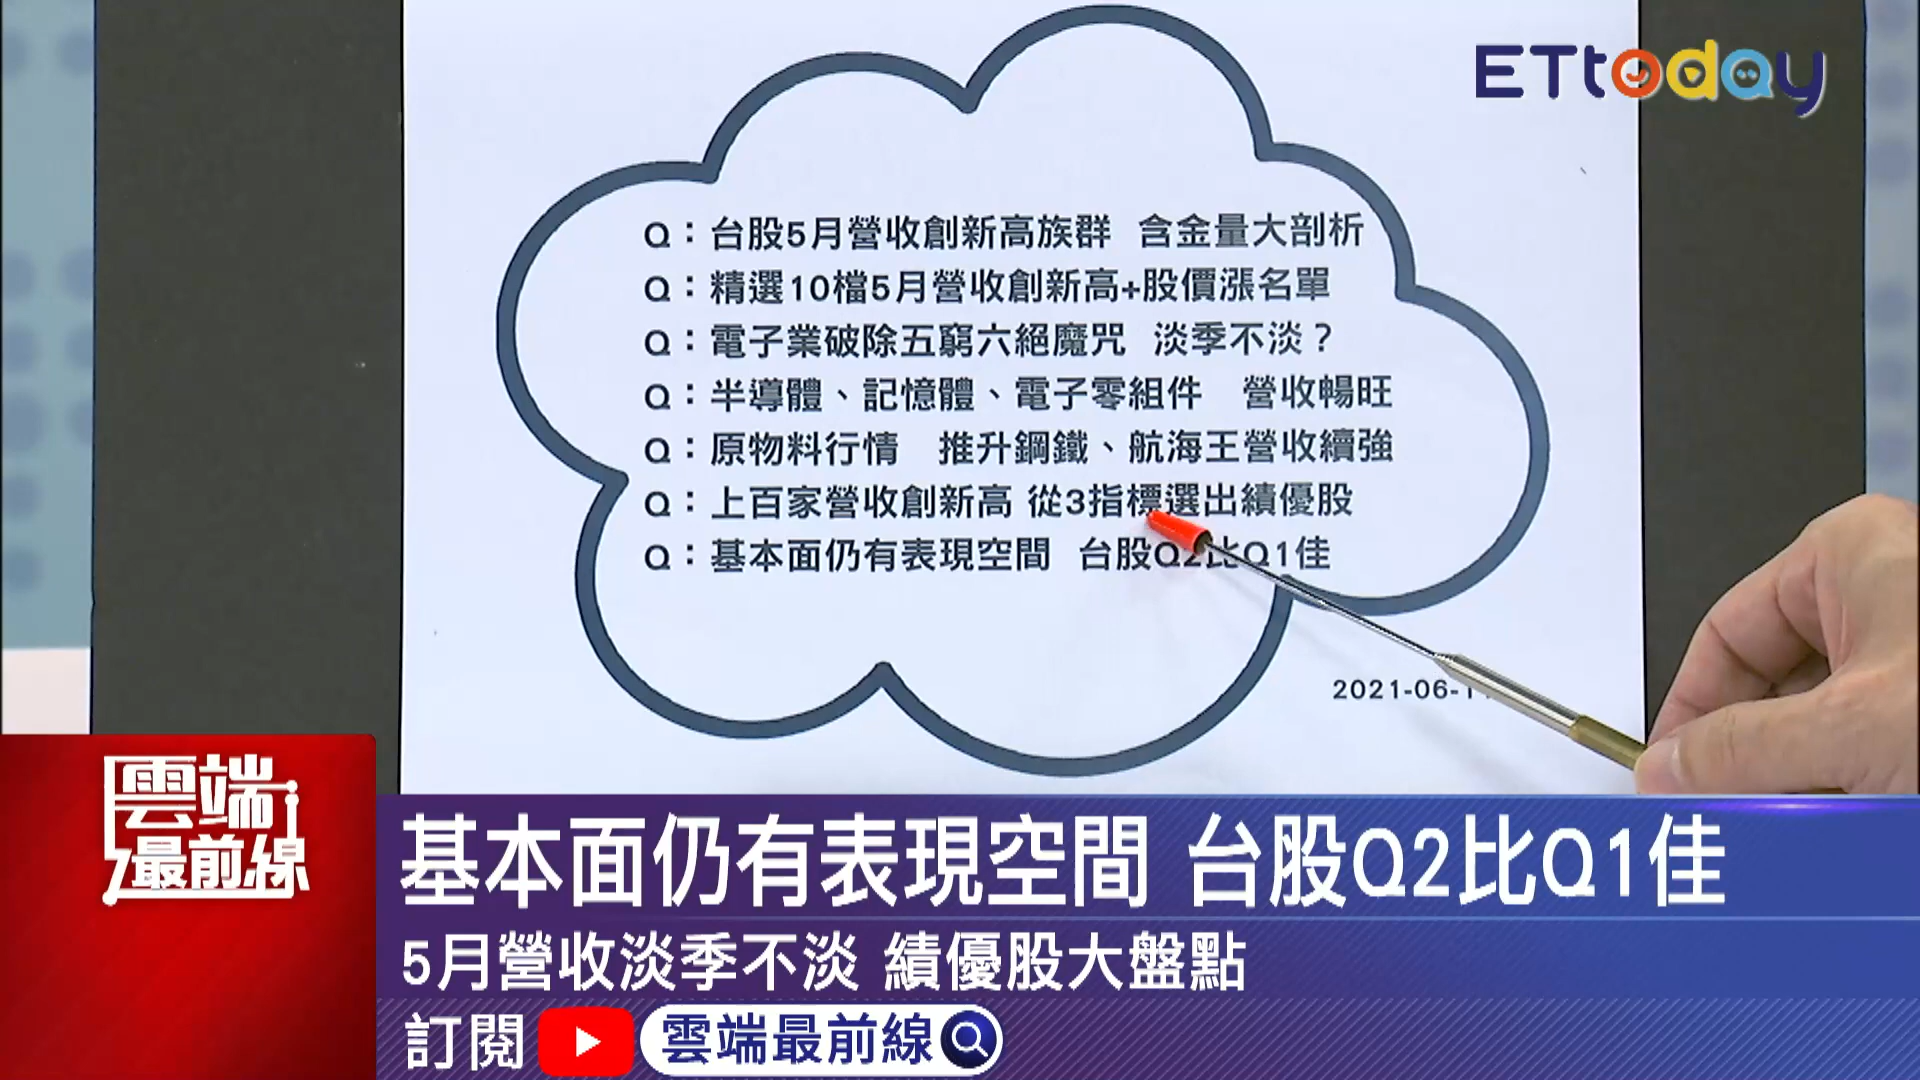 ETtoday
Q：台股5月營收創新高族群 含金量大剖析
Q：精選10檔5月營收創新高+股價漲名單
Q：電子業破除五窮六絕魔咒 淡季不淡？
Q：半導體、記憶體、電子零組件 營收暢旺
Q：原物料行情 推升鋼鐵、航海王營收續強
Q：上百家營收創新高 從3指標選出績優股
Q：基本面仍有表現空間 台股Q2比Q1佳
2021-06-1
雲端
最前線
基本面仍有表現空間 台股Q2比Q1佳
5月營收淡季不淡 績優股大盤點
訂閱 雲端最前線